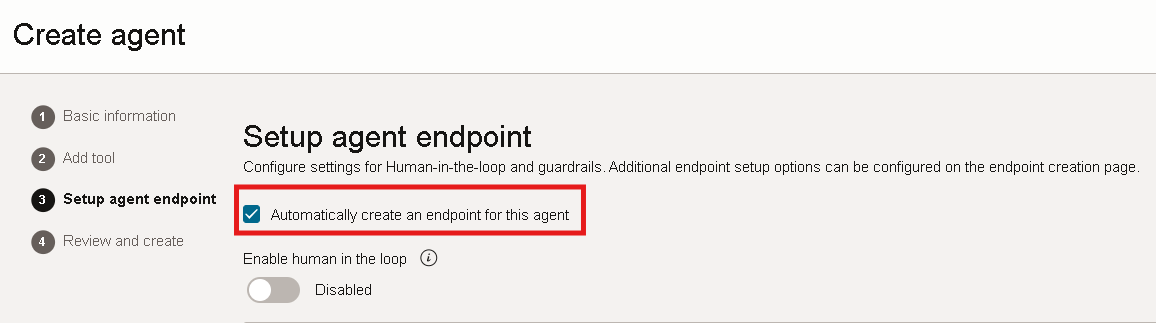 Create agent
1 Basic information
2 Add tool
3 Setup agent endpoint
4 Review and create
Setup agent endpoint
Configure settings for Human-in-the-loop and guardrails. Additional endpoint setup options can be configured on the endpoint creation page.
Automatically create an endpoint for this agent
Enable human in the loop i
Disabled